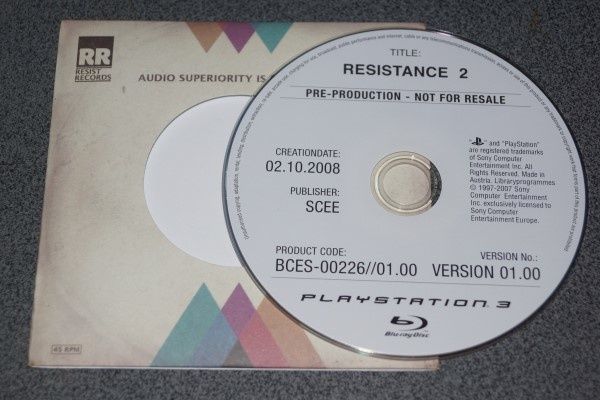 RR
RESIST
RECORDS
AUDIO SUPERIORITY IS
45 RPM
TITLE:
RESISTANCE 2
PRE-PRODUCTION - NOT FOR RESALE
CREATIONDATE:
02.10.2008
PUBLISHER:
SCEE
and "PlayStation"
are registered trademarks
of Sony Computer
Entertainment Inc. All
Rights Reserved. Made in
Austria. Libraryprogrammes
© 1997-2007 Sony
Computer Entertainment
Inc. exclusively licensed to
Sony Computer
Entertainment Europe.
PRODUCT CODE:
BCES-00226//01.00
VERSION No.:
VERSION 01.00
PLAYSTATION 3
Blu-ray Disc